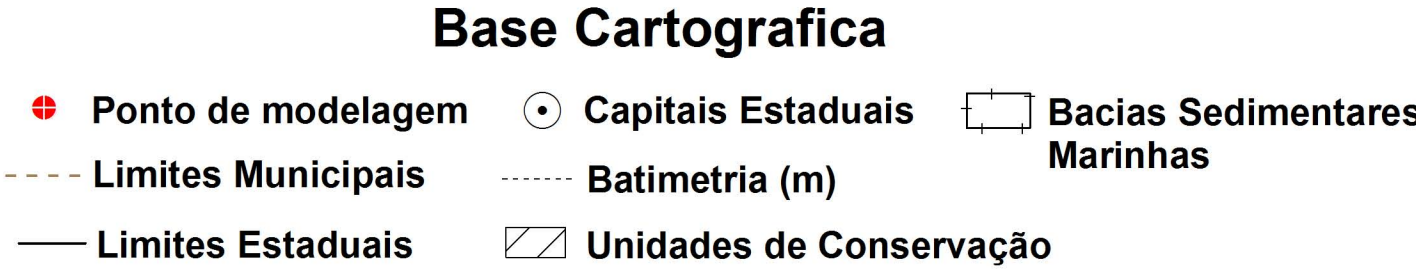 Base Cartografica
Ponto de modelagem
Capitais Estaduais
Bacias Sedimentares
Marinhas
Limites Municipais
Batimetria (m)
Limites Estaduais
Unidades de Conservação